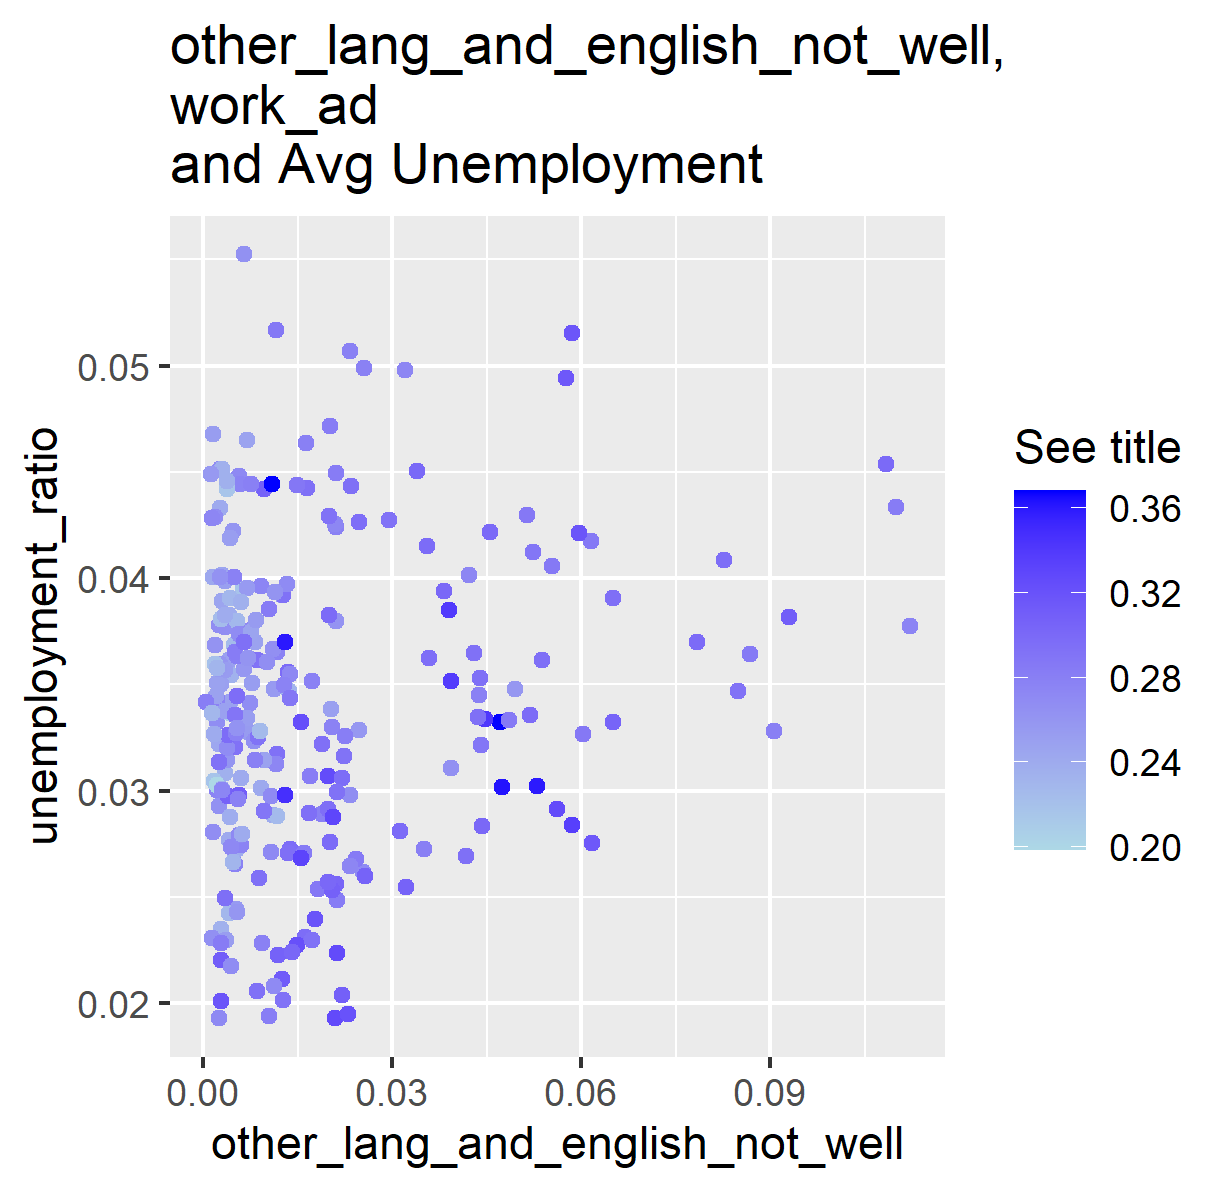 other_lang_and_english_not_well,
work_ad
and Avg Unemployment
unemployment_ratio
0.05
0.04
0.03
0.02
0.00 0.03 0.06 0.09
other_lang_and_english_not_well
See title
0.36
0.32
0.28
0.24
0.20